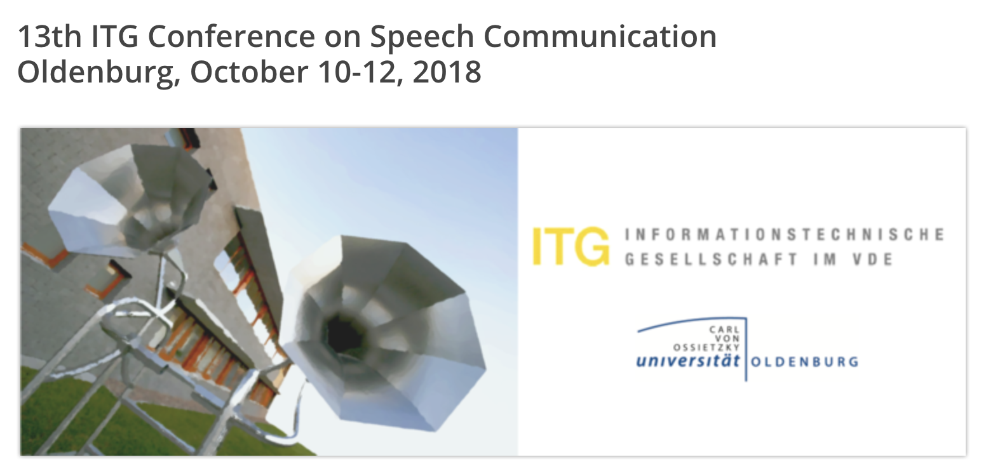 13th ITG Conference on Speech Communication
Oldenburg, October 10-12, 2018
ITG INFORMATIONSTECHNISCHE
GESELLSCHAFT IM VDE
CARL
VON
OSSIETZKY
universität OLDENBURG